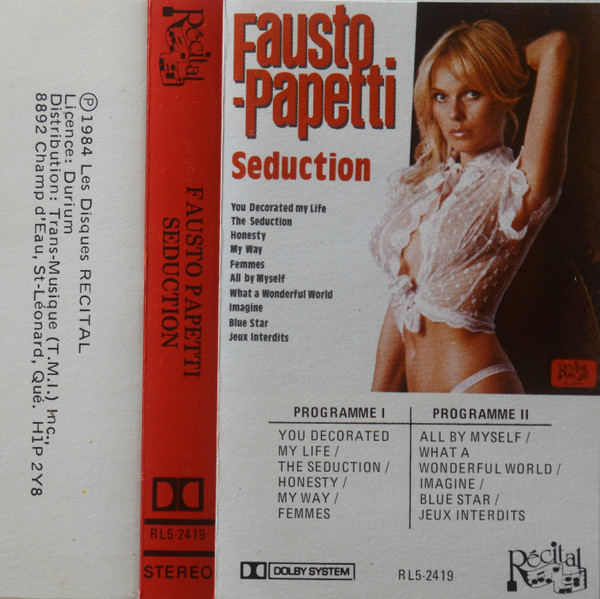 ℗ 1984 Les Disques RECITAL
Licence: Durium
Distribution: Trans-Musique (T.M.I.) Inc.,
8892 Champ d'Eau, St-Léonard, Qué. H1P 2Y8
Récital
FAUSTO PAPETTI
SEDUCTION
RL5-2419
STEREO
Fausto
-Papetti
Seduction
You Decorated my Life
The Seduction
Honesty
My Way
Femmes
All by Myself
What a Wonderful World
Imagine
Blue Star
Jeux Interdits
Récital
PROGRAMME I
YOU DECORATED
MY LIFE /
THE SEDUCTION /
HONESTY /
MY WAY /
FEMMES
PROGRAMME II
ALL BY MYSELF /
WHAT A
WONDERFUL WORLD /
IMAGINE /
BLUE STAR /
JEUX INTERDITS
DOLBY SYSTEM
RL5-2419
Récital